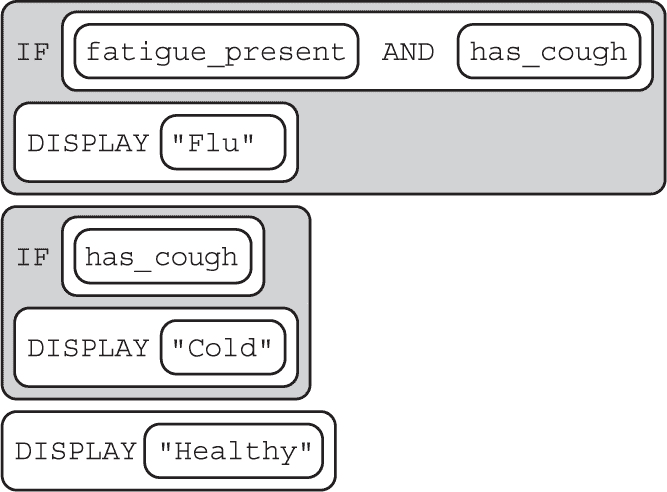 IF fatigue_present AND has_cough
DISPLAY "Flu"
IF has_cough
DISPLAY "Cold"
DISPLAY "Healthy"